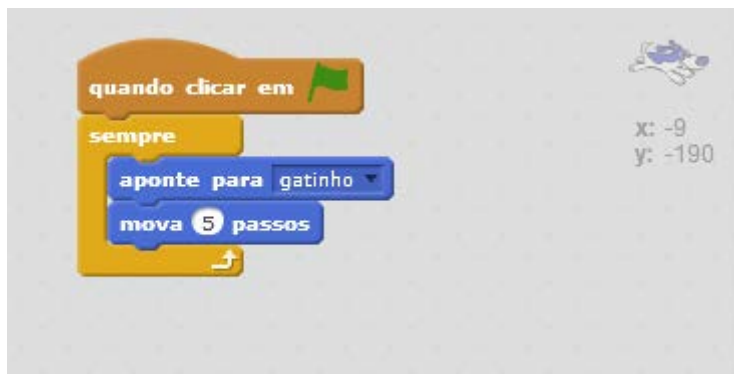 quando clicar em
sempre
aponte para gatinho
mova 5 passos
x: -9
y: -190